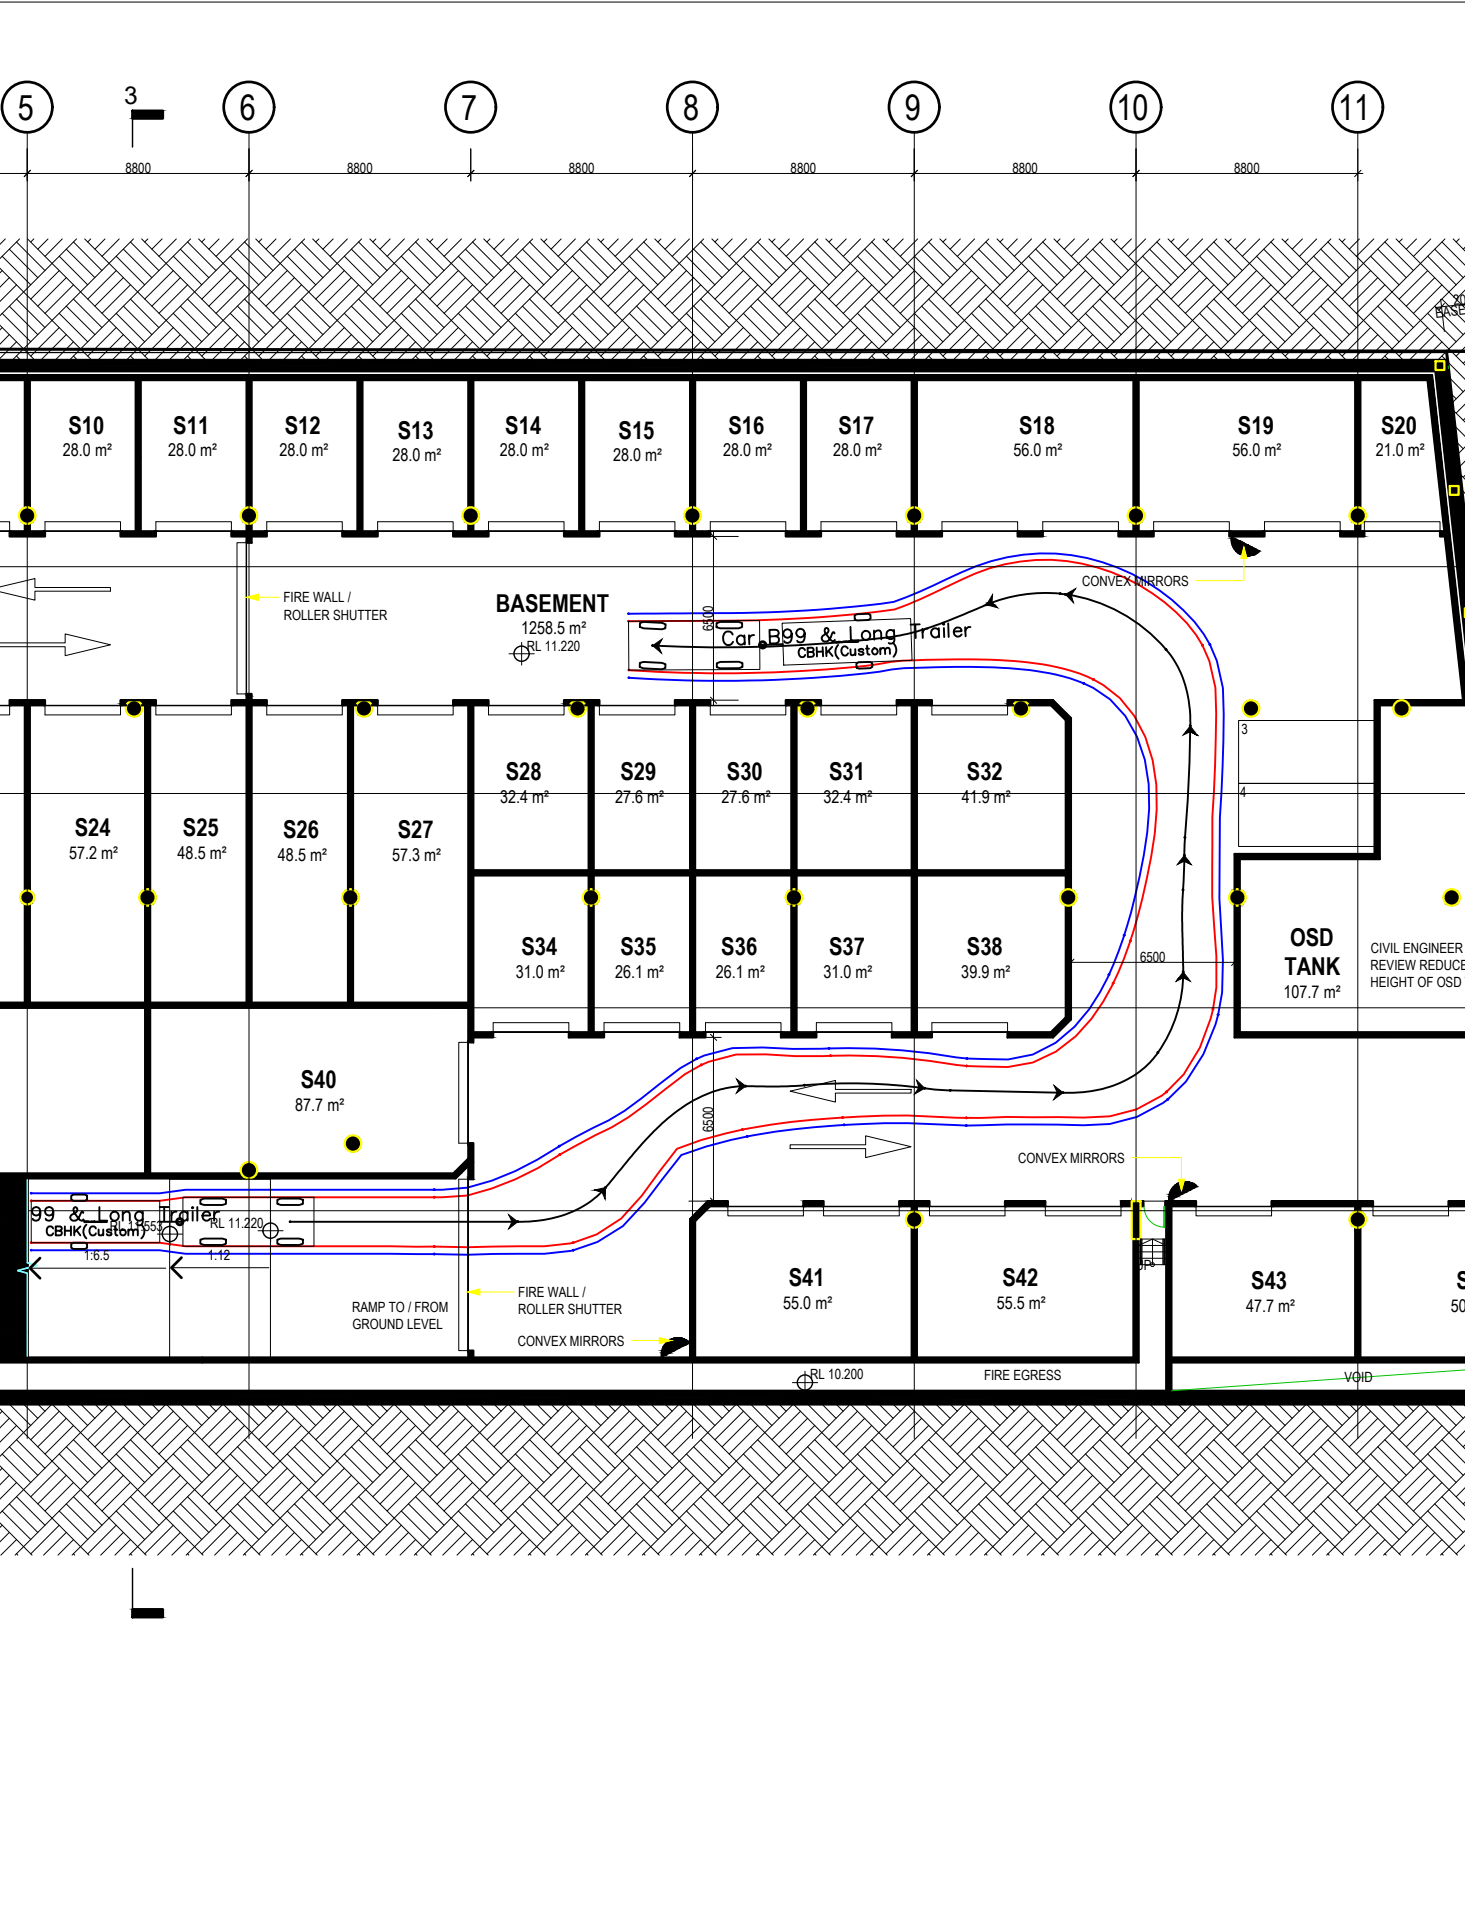 3
5
6
7
8
9
10
11
8800
8800
8800
8800
8800
8800
S10
28.0 m²
S11
28.0 m²
S12
28.0 m²
S13
28.0 m²
S14
28.0 m²
S15
28.0 m²
S16
28.0 m²
S17
28.0 m²
S18
56.0 m²
S19
56.0 m²
S20
21.0 m²
FIRE WALL /
ROLLER SHUTTER
BASEMENT
1258.5 m²
RL 11.220
6500
Car B99 & Long Trailer
CBHK(Custom)
CONVEX MIRRORS
3
4
S24
57.2 m²
S25
48.5 m²
S26
48.5 m²
S27
57.3 m²
S28
32.4 m²
S29
27.6 m²
S30
27.6 m²
S31
32.4 m²
S32
41.9 m²
S34
31.0 m²
S35
26.1 m²
S36
26.1 m²
S37
31.0 m²
S38
39.9 m²
6500
OSD
TANK
107.7 m²
CIVIL ENGINEER
REVIEW REDUCE
HEIGHT OF OSD
S40
87.7 m²
6500
CONVEX MIRRORS
99 & Long Trailer
CBHK(Custom)
RL 11.220
1:6.5
1:12
RAMP TO / FROM
GROUND LEVEL
FIRE WALL /
ROLLER SHUTTER
CONVEX MIRRORS
S41
55.0 m²
S42
55.5 m²
S43
47.7 m²
S
50
RL 10.200
FIRE EGRESS
VOID